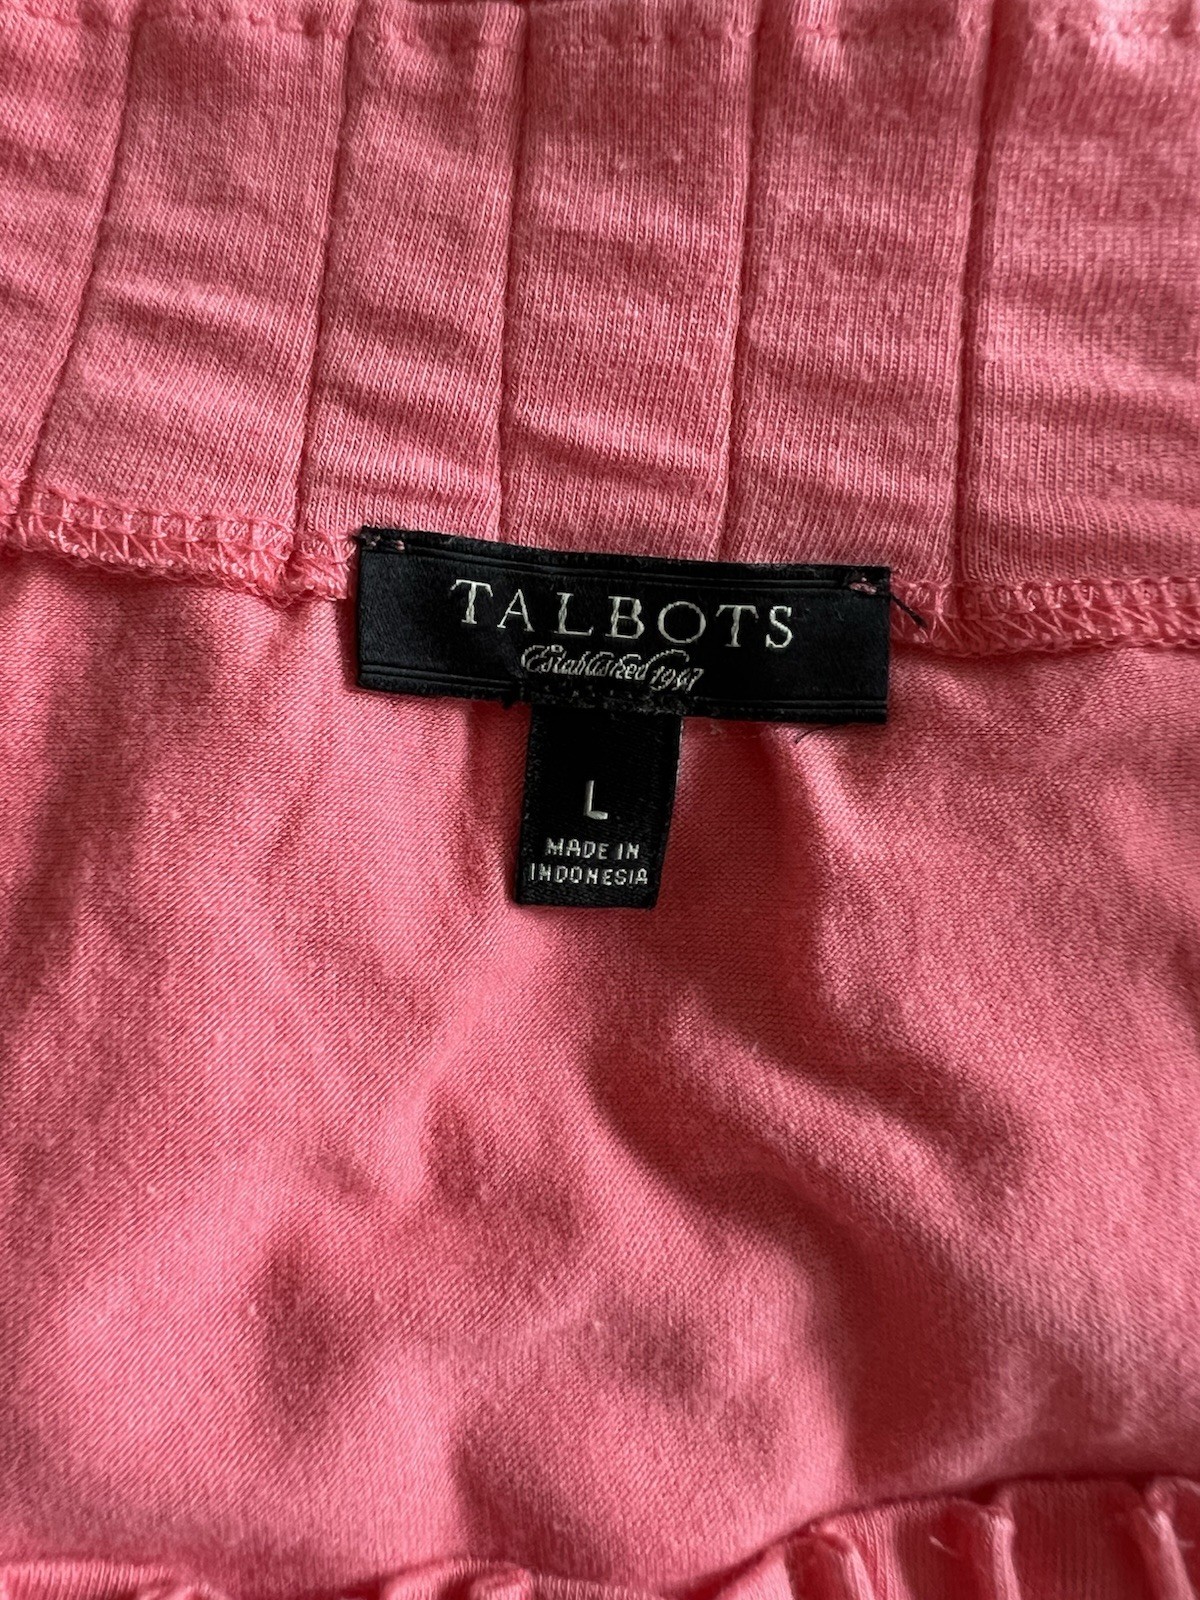 TALBOTS
Established 1947
L
MADE IN
INDONESIA